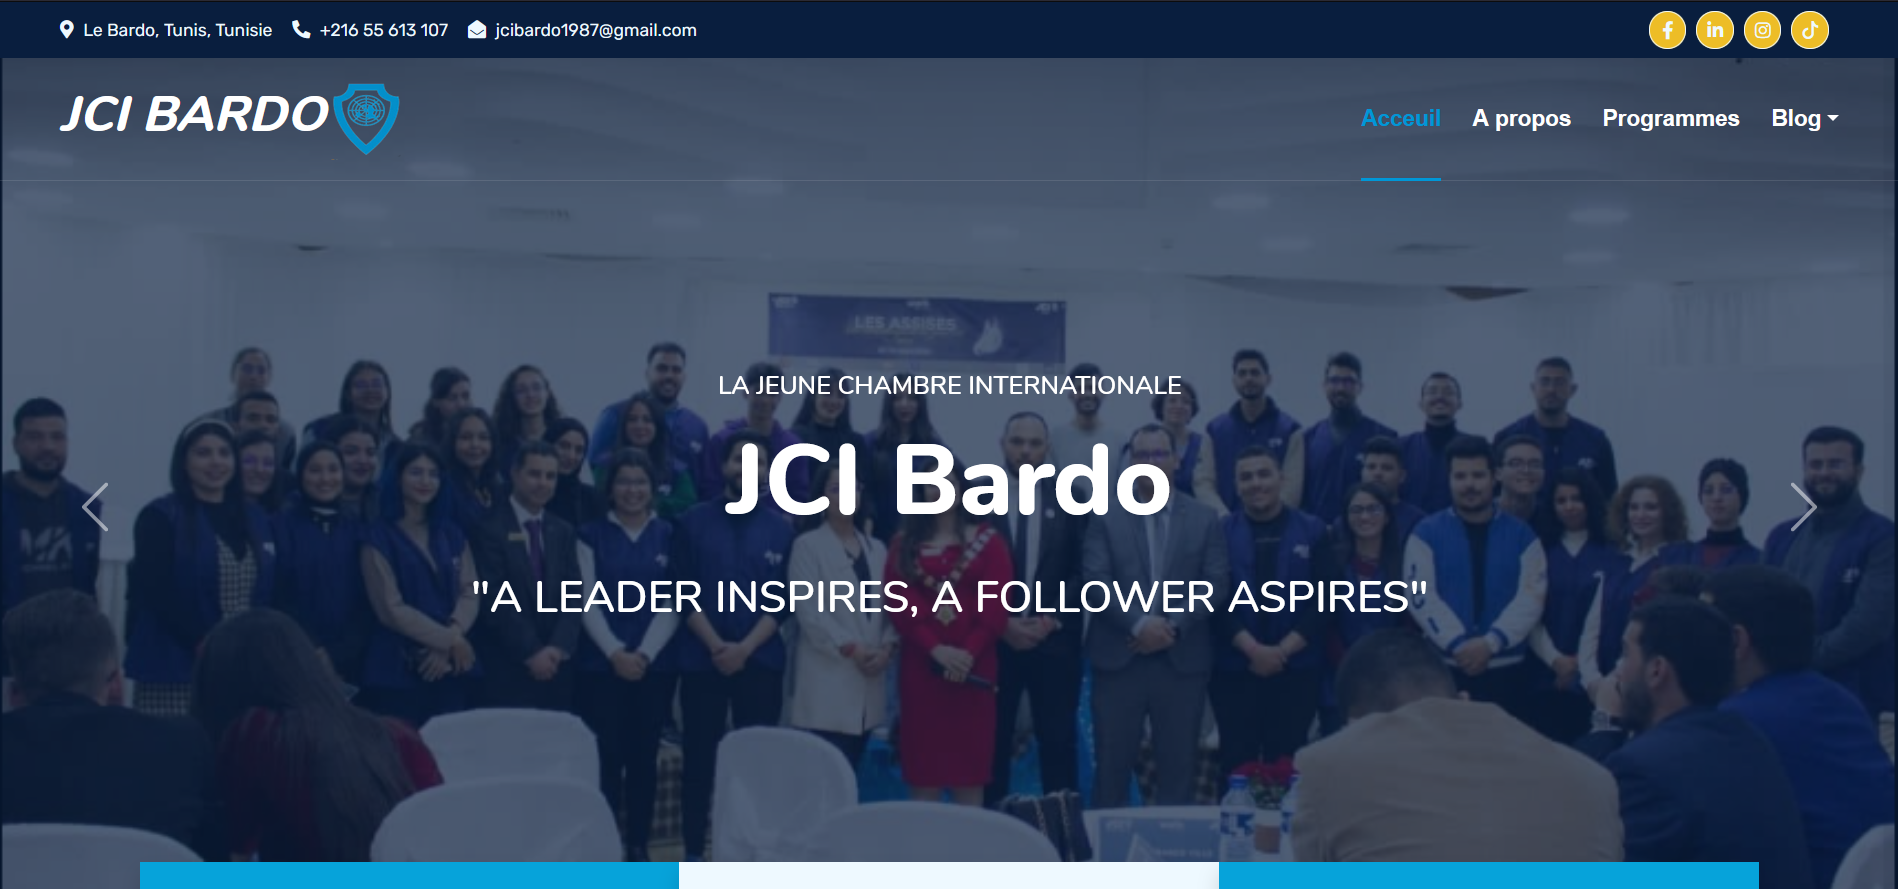 Le Bardo, Tunis, Tunisie
+216 55 613 107
jcibardo1987@gmail.com
JCI BARDO
Acceuil
A propos
Programmes
Blog
LES ASSISES
LA JEUNE CHAMBRE INTERNATIONALE
JCI Bardo
"A LEADER INSPIRES, A FOLLOWER ASPIRES"